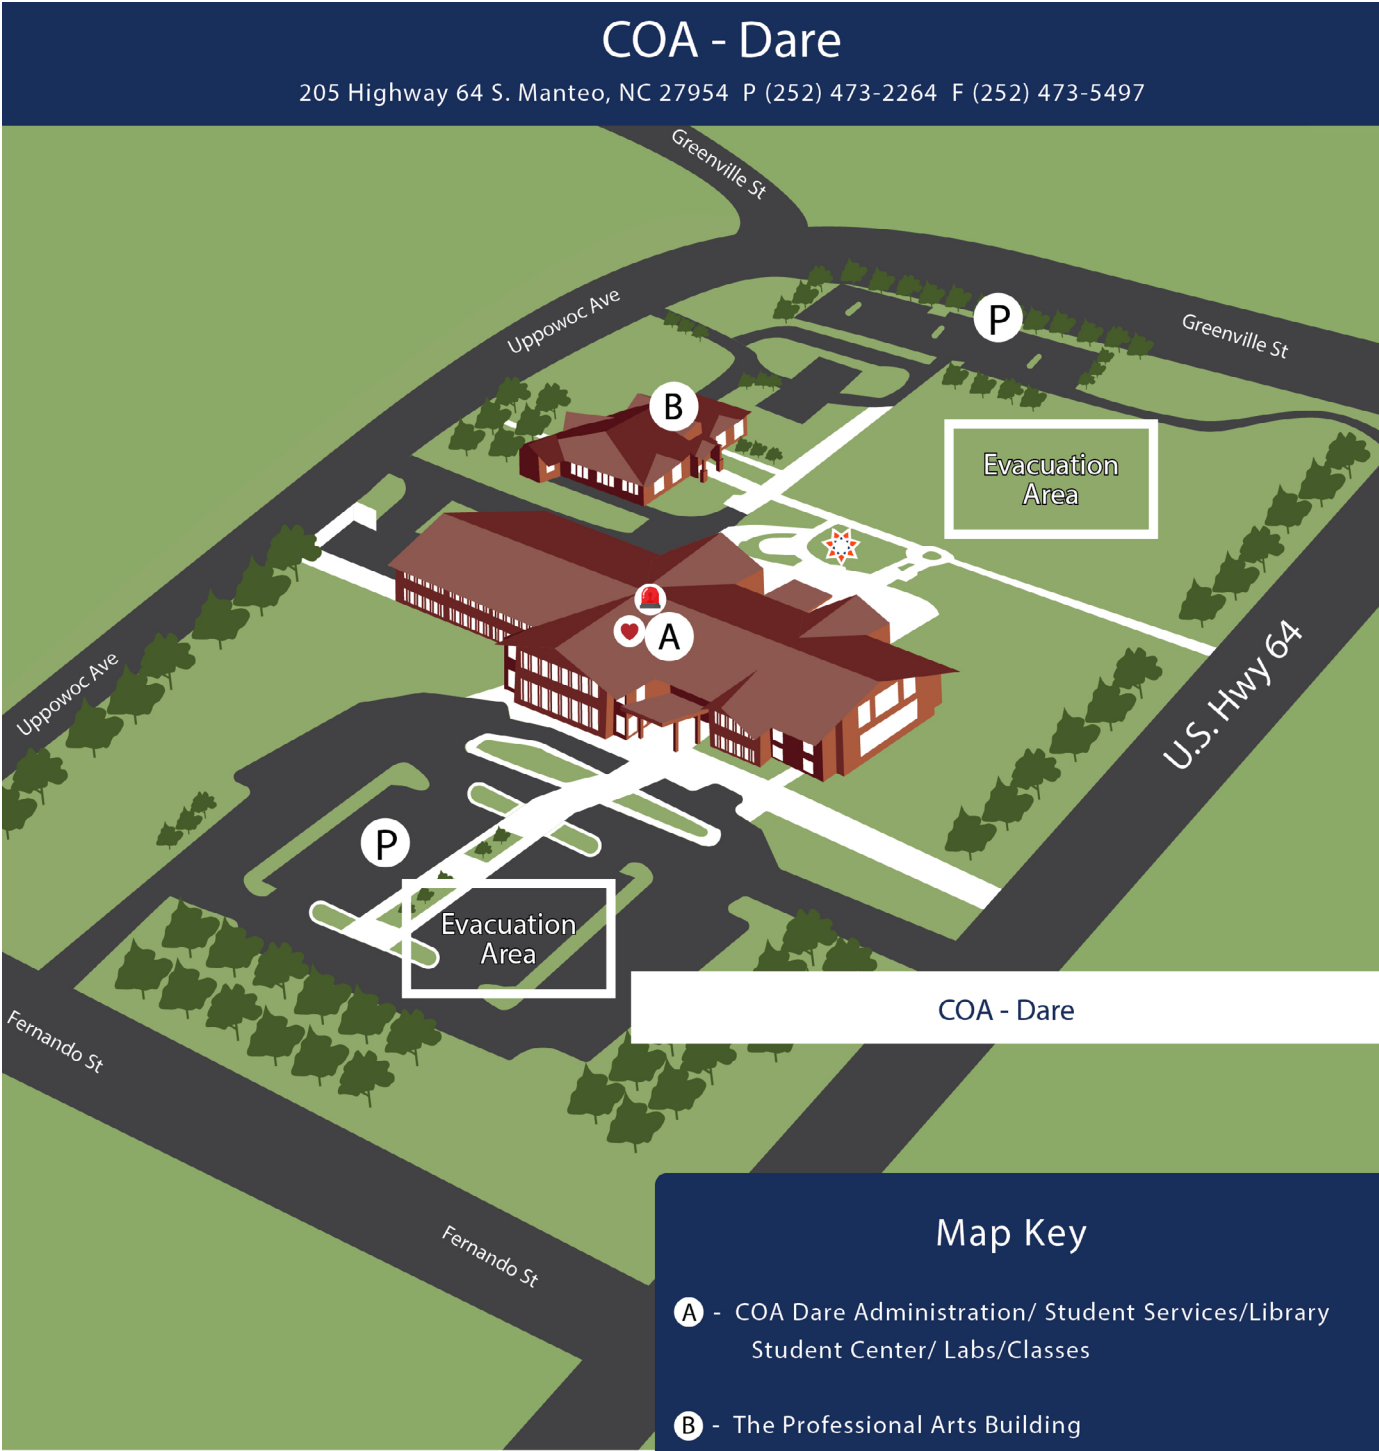 COA - Dare
205 Highway 64 S. Manteo, NC 27954 P (252) 473-2264 F (252) 473-5497
Greenville St
Uppowoc Ave
P
Greenville St
B
Evacuation
Area
A
Uppowoc Ave
U.S. Hwy 64
P
Evacuation
Area
COA - Dare
Fernando St
Fernando St
Map Key
A - COA Dare Administration/ Student Services/Library
Student Center/ Labs/Classes
B - The Professional Arts Building